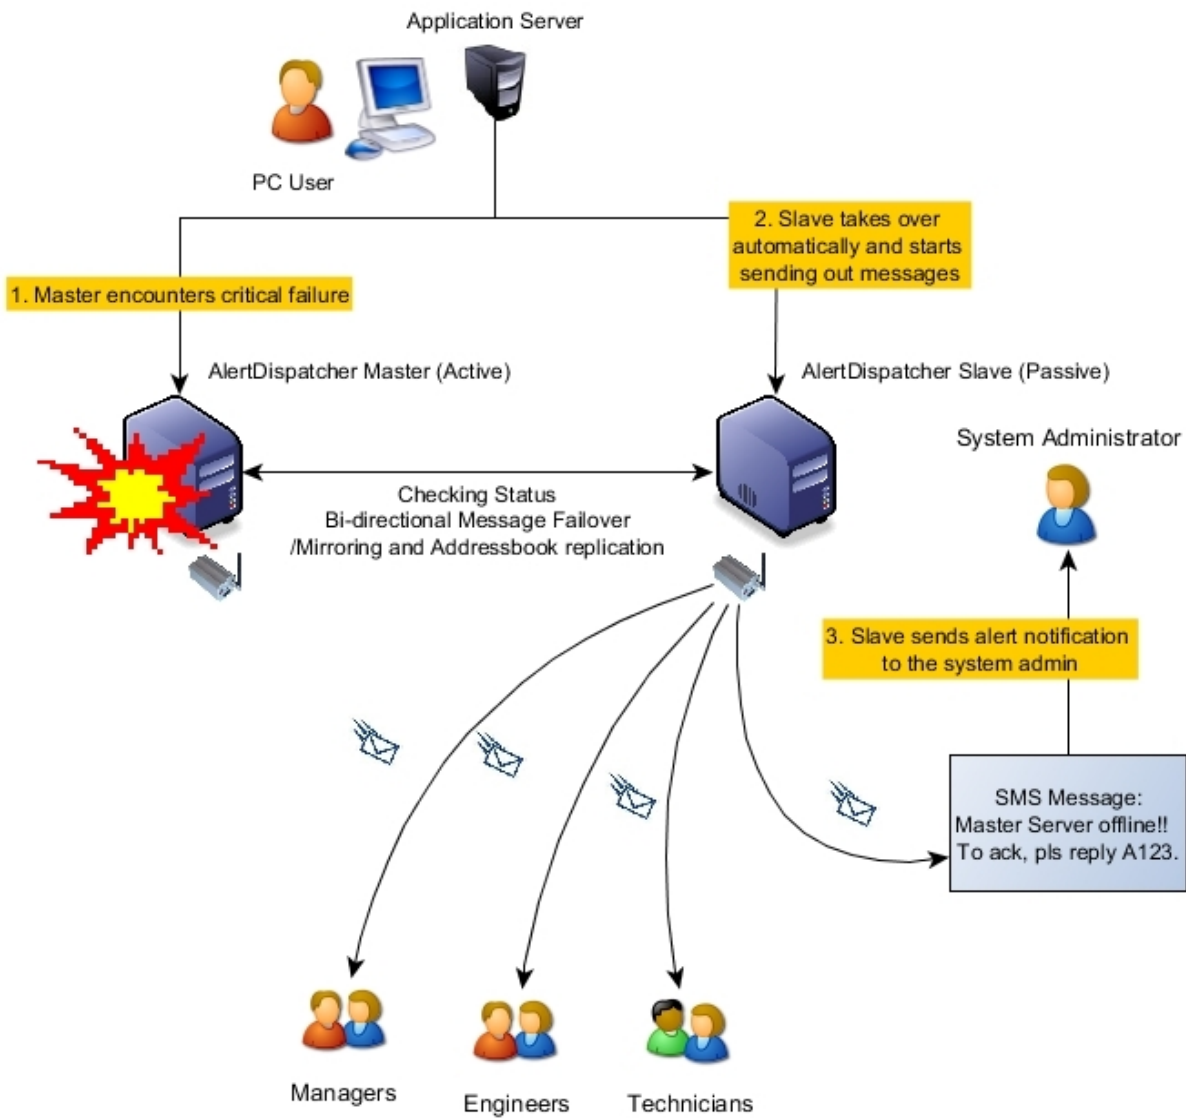 Application Server
PC User
2. Slave takes over
automatically and starts
sending out messages
1. Master encounters critical failure
AlertDispatcher Master (Active)
AlertDispatcher Slave (Passive)
System Administrator
Checking Status
Bi-directional Message Failover
/Mirroring and Addressbook replication
3. Slave sends alert notification
to the system admin
SMS Message:
Master Server offline!!
To ack, pls reply A123.
Managers
Engineers
Technicians